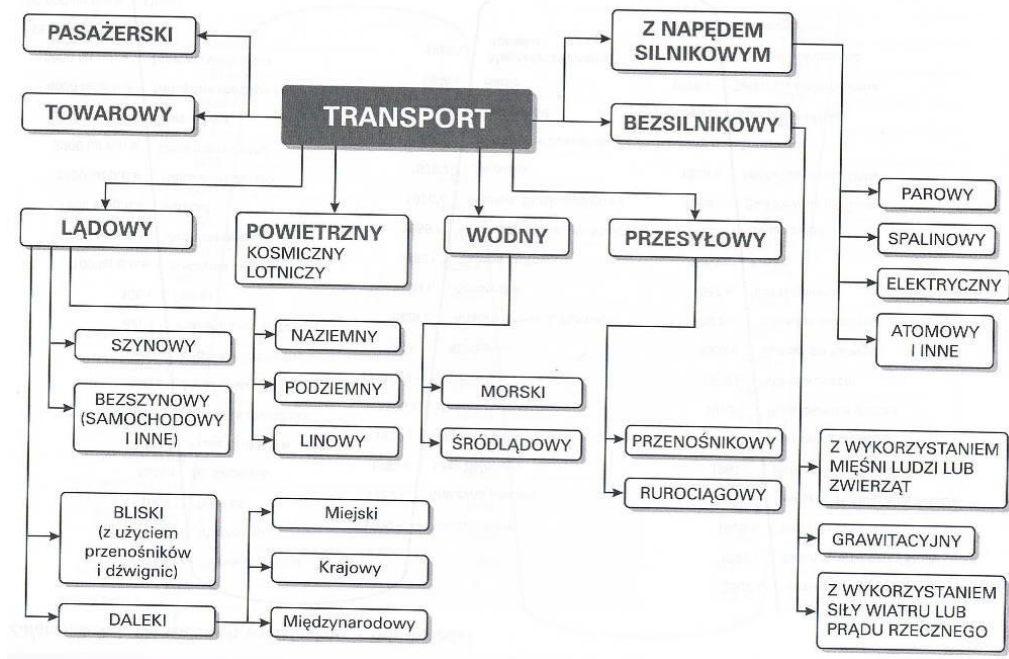 PASAŻERSKI
TOWAROWY
TRANSPORT
Z NAPĘDEM
SILNIKOWYM
BEZSILNIKOWY
LĄDOWY
POWIETRZNY
KOSMICZNY
LOTNICZY
WODNY
PRZESYŁOWY
PAROWY
SPALINOWY
ELEKTRYCZNY
ATOMOWY
I INNE
SZYNOWY
BEZSZYNOWY
(SAMOCHODOWY
I INNE)
NAZIEMNY
PODZIEMNY
LINOWY
MORSKI
ŚRÓDLĄDOWY
PRZENOŚNIKOWY
RUROCIĄGOWY
Z WYKORZYSTANIEM
MIĘŚNI LUDZI LUB
ZWIERZĄT
GRAWITACYJNY
Z WYKORZYSTANIEM
SIŁY WIATRU LUB
PRĄDU RZECZNEGO
BLISKI
(z użyciem
przenośników
i dźwignic)
DALEKI
Miejski
Krajowy
Międzynarodowy